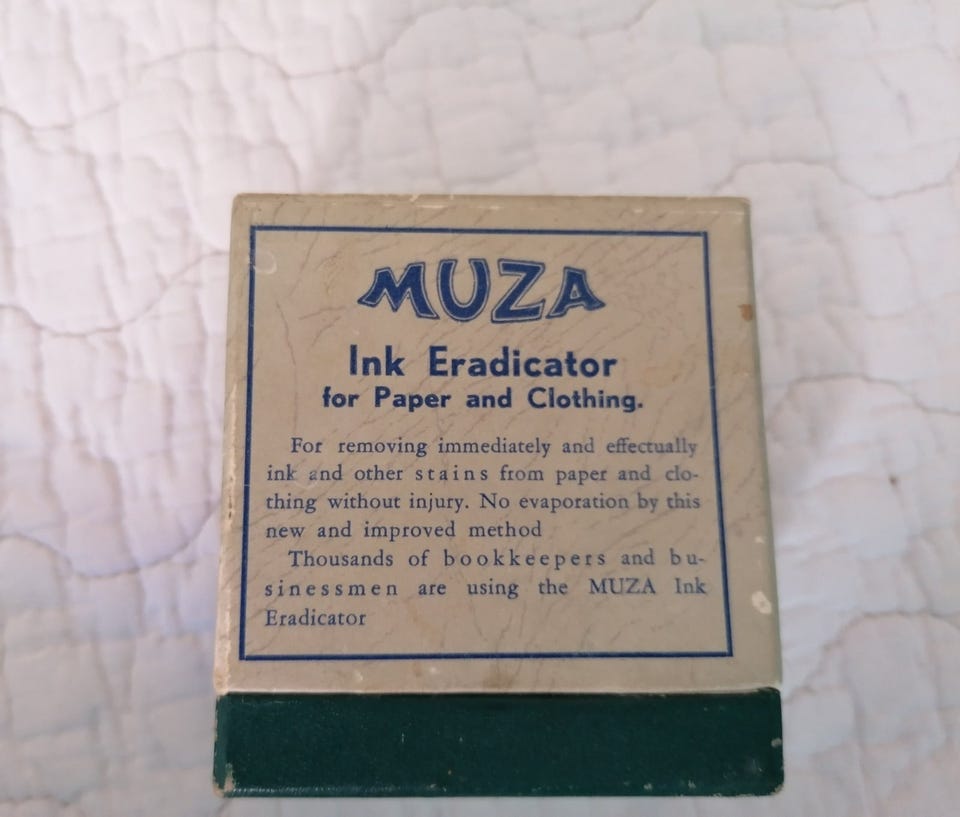 MUZA
Ink Eradicator
for Paper and Clothing.
For removing immediately and effectually
ink and other stains from paper and clo-
thing without injury. No evaporation by this
new and improved method
Thousands of bookkeepers and bu-
sinessmen are using the MUZA Ink
Eradicator